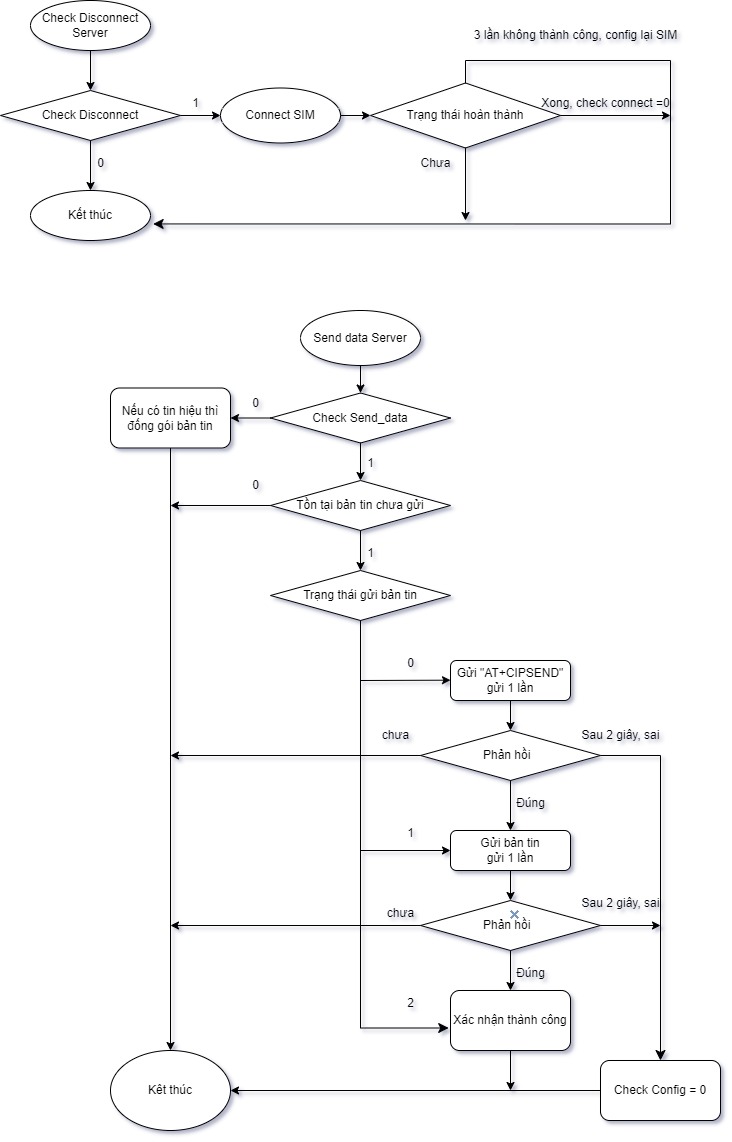 Check Disconnect
Server
3 lần không thành công, config lại SIM
Check Disconnect
1
Connect SIM
Trạng thái hoàn thành
Xong, check connect =0
0
Chưa
Kết thúc
Send data Server
Nếu có tin hiệu thì
đống gói bản tin
0
Check Send_data
1
0
Tồn tại bản tin chưa gửi
1
Trạng thái gửi bản tin
0
Gửi "AT+CIPSEND"
gửi 1 lần
chưa
Phản hồi
Sau 2 giây, sai
Đúng
1
Gửi bản tin
gửi 1 lần
chưa
Phản hồi
Sau 2 giây, sai
Đúng
2
Xác nhận thành công
Kêt thúc
Check Config = 0